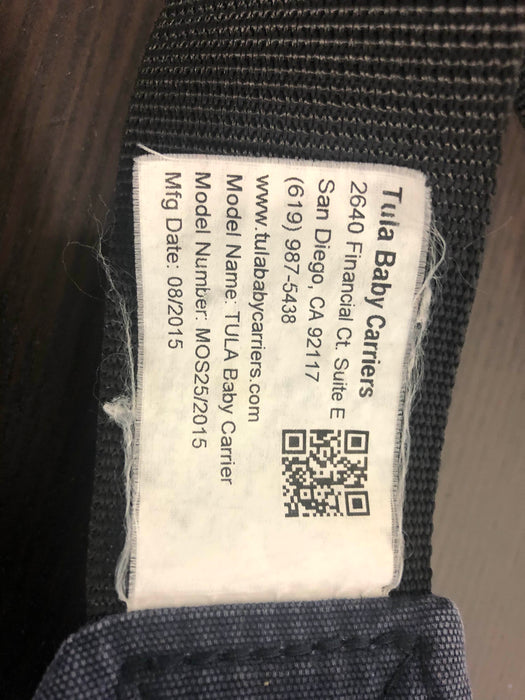 Tula Baby Carriers
2640 Financial Ct. Suite E
San Diego, CA 92117
(619) 987-5438
www.tulababycarriers.com
Model Name: TULA Baby Carrier
Model Number: MOS25/2015
Mfg Date: 08/2015